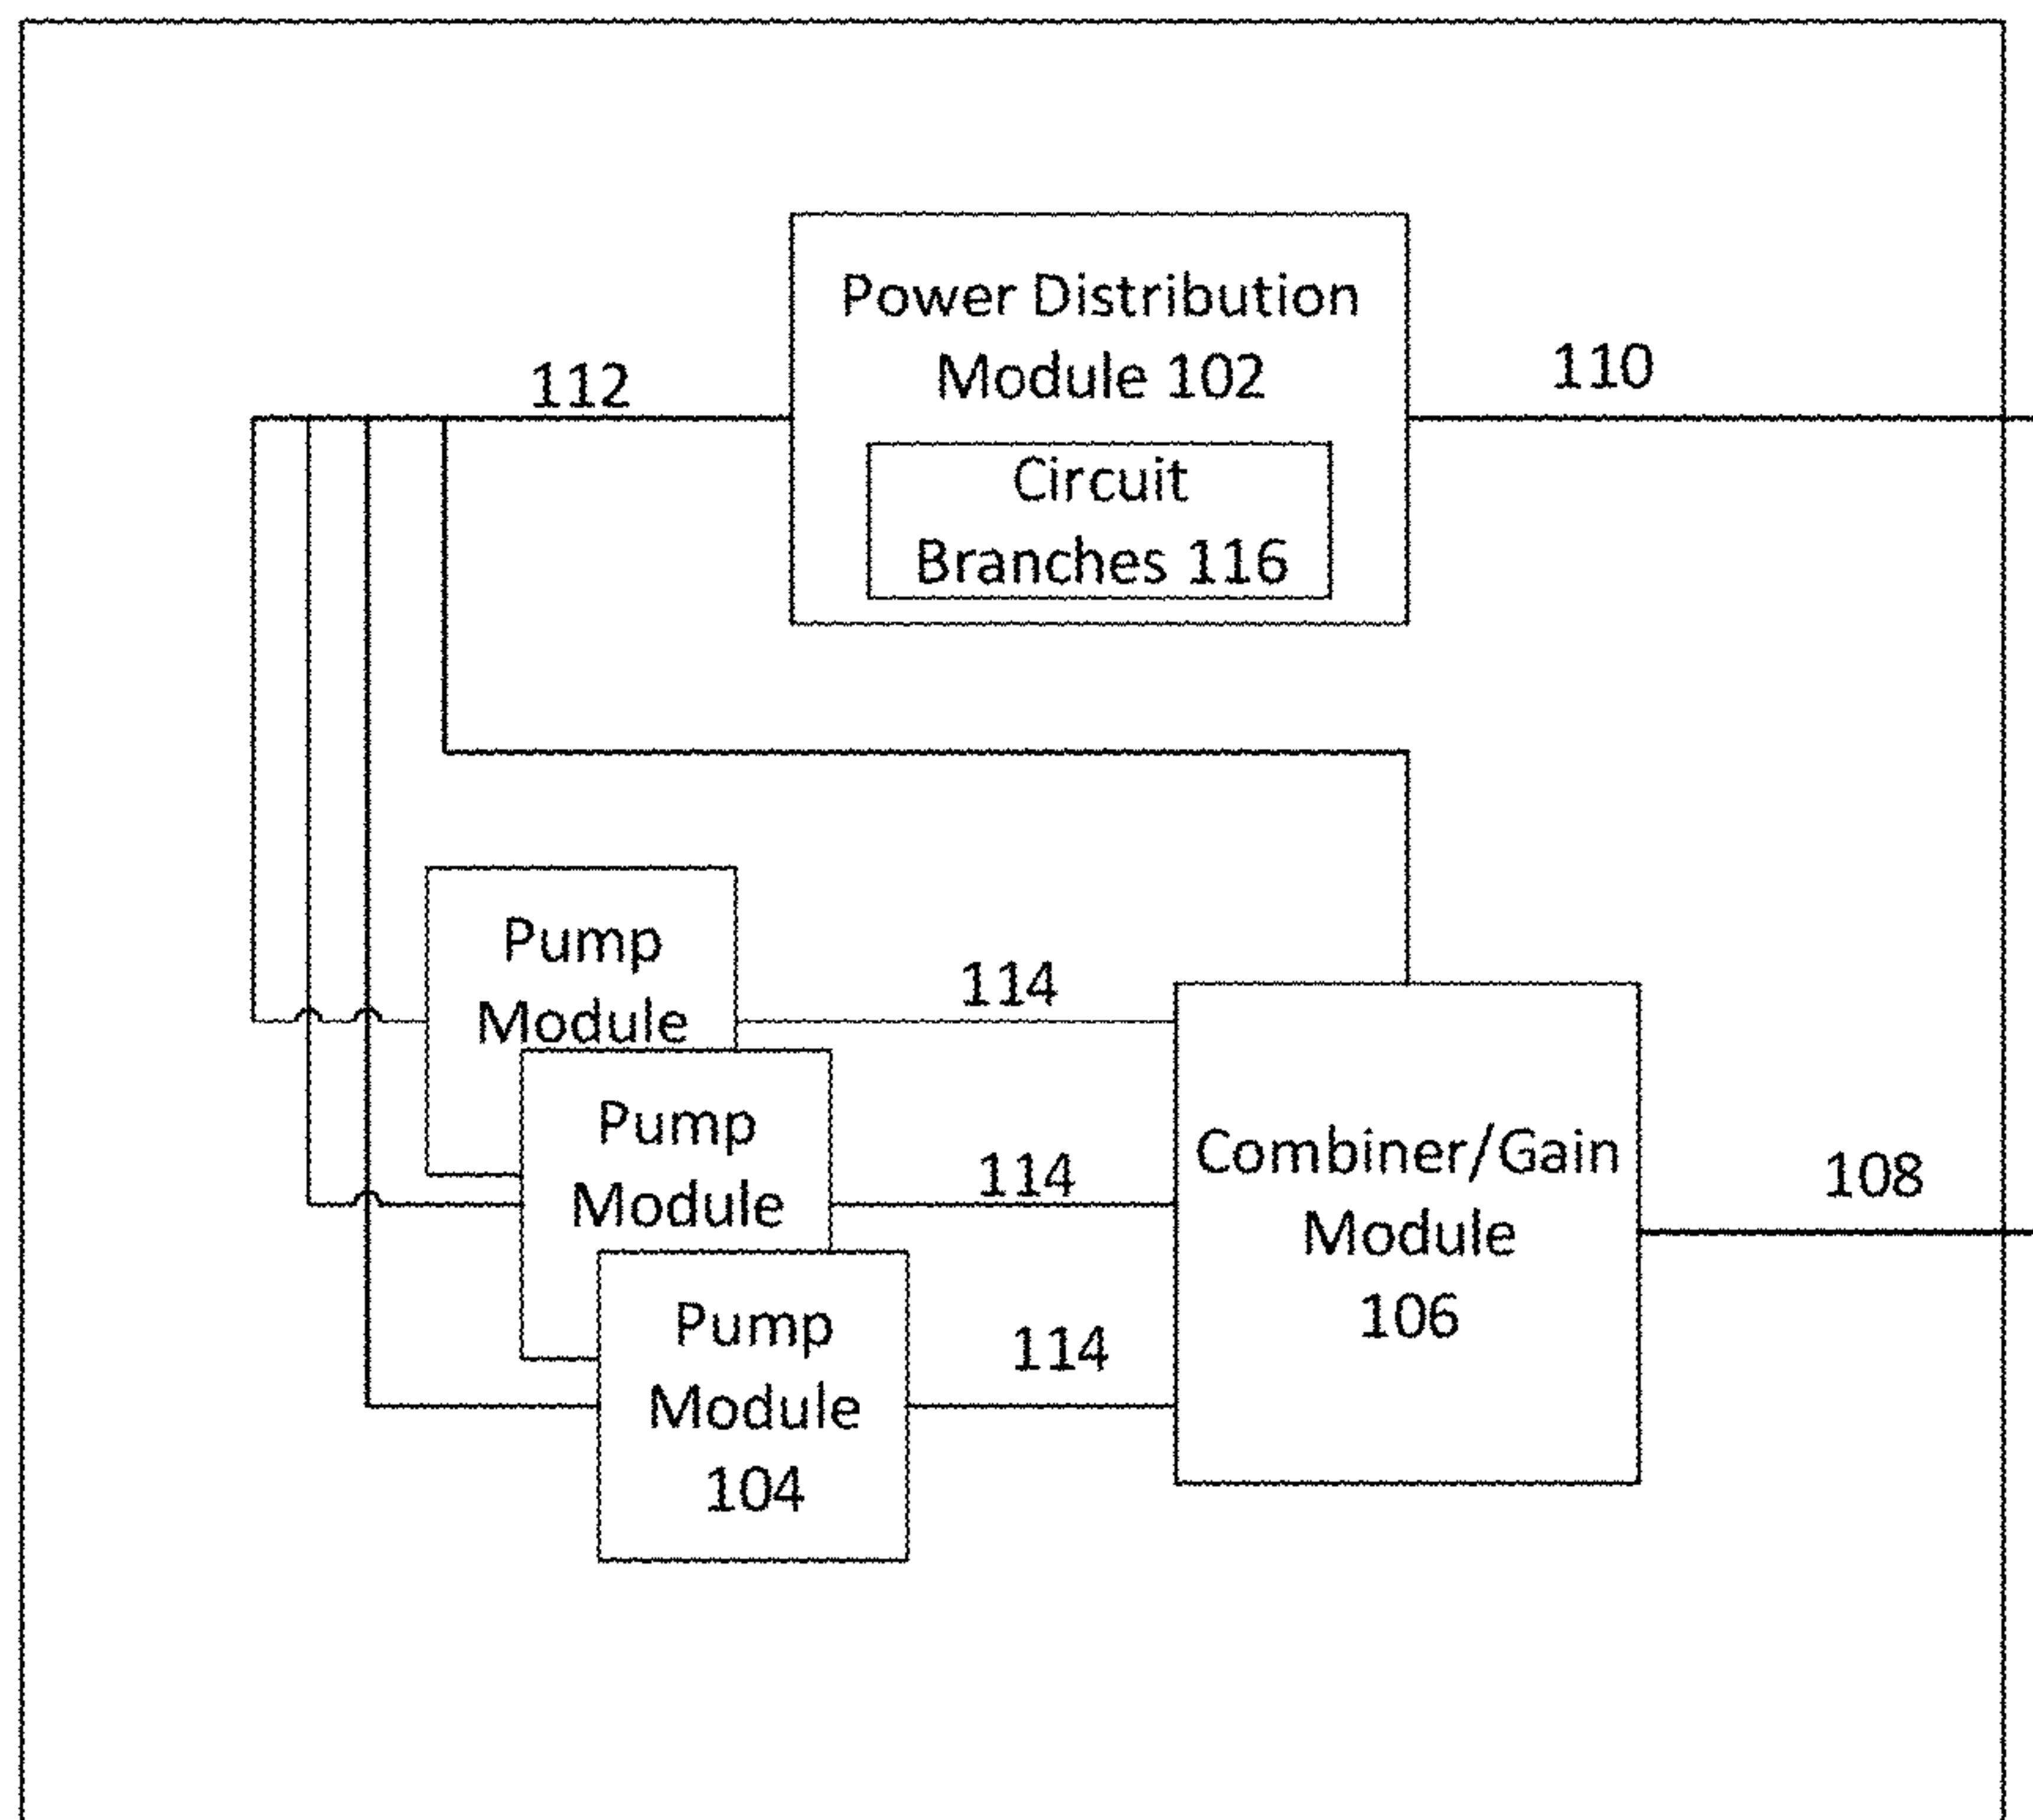 Power Distribution
Module 102
110
112
Circuit
Branches 116
Pump
Module
114
Pump
Module
114
Combiner/Gain
Module
106
108
Pump
Module
104
114